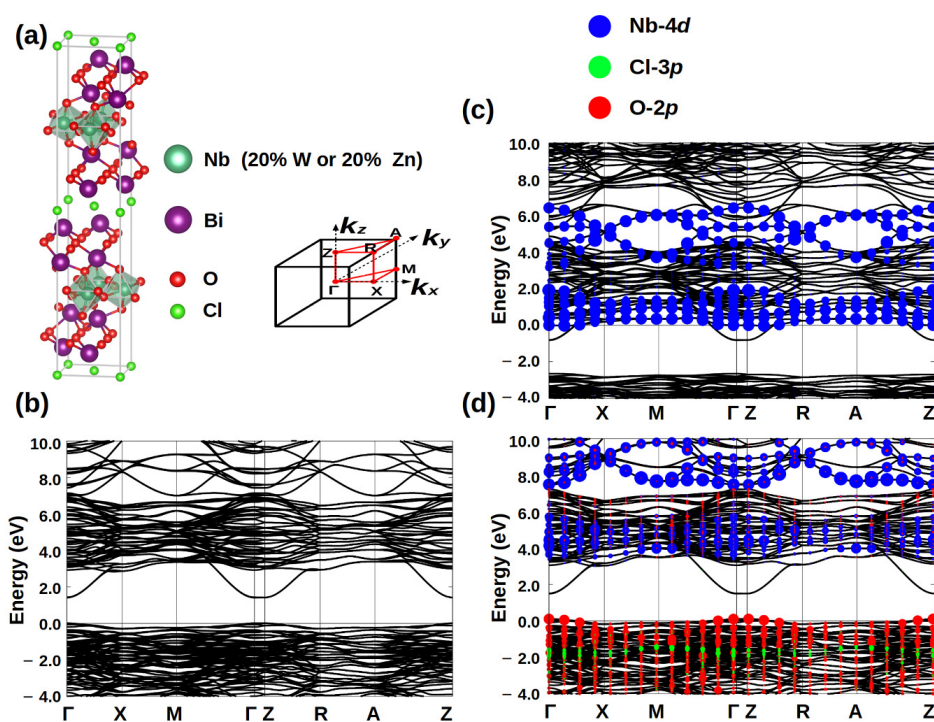 (a)
Nb (20% W or 20% Zn)
Bi
O
Cl
k_z
A
k_y
Z
R
M
Γ
X
k_x
Nb-4d
Cl-3p
O-2p
(c)
Energy (eV)
10.0
8.0
6.0
4.0
2.0
0.0
− 2.0
− 4.0
Γ X M Γ Z R A Z
(b)
Energy (eV)
10.0
8.0
6.0
4.0
2.0
0.0
− 2.0
− 4.0
Γ X M Γ Z R A Z
(d)
Energy (eV)
10.0
8.0
6.0
4.0
2.0
0.0
− 2.0
− 4.0
Γ X M Γ Z R A Z